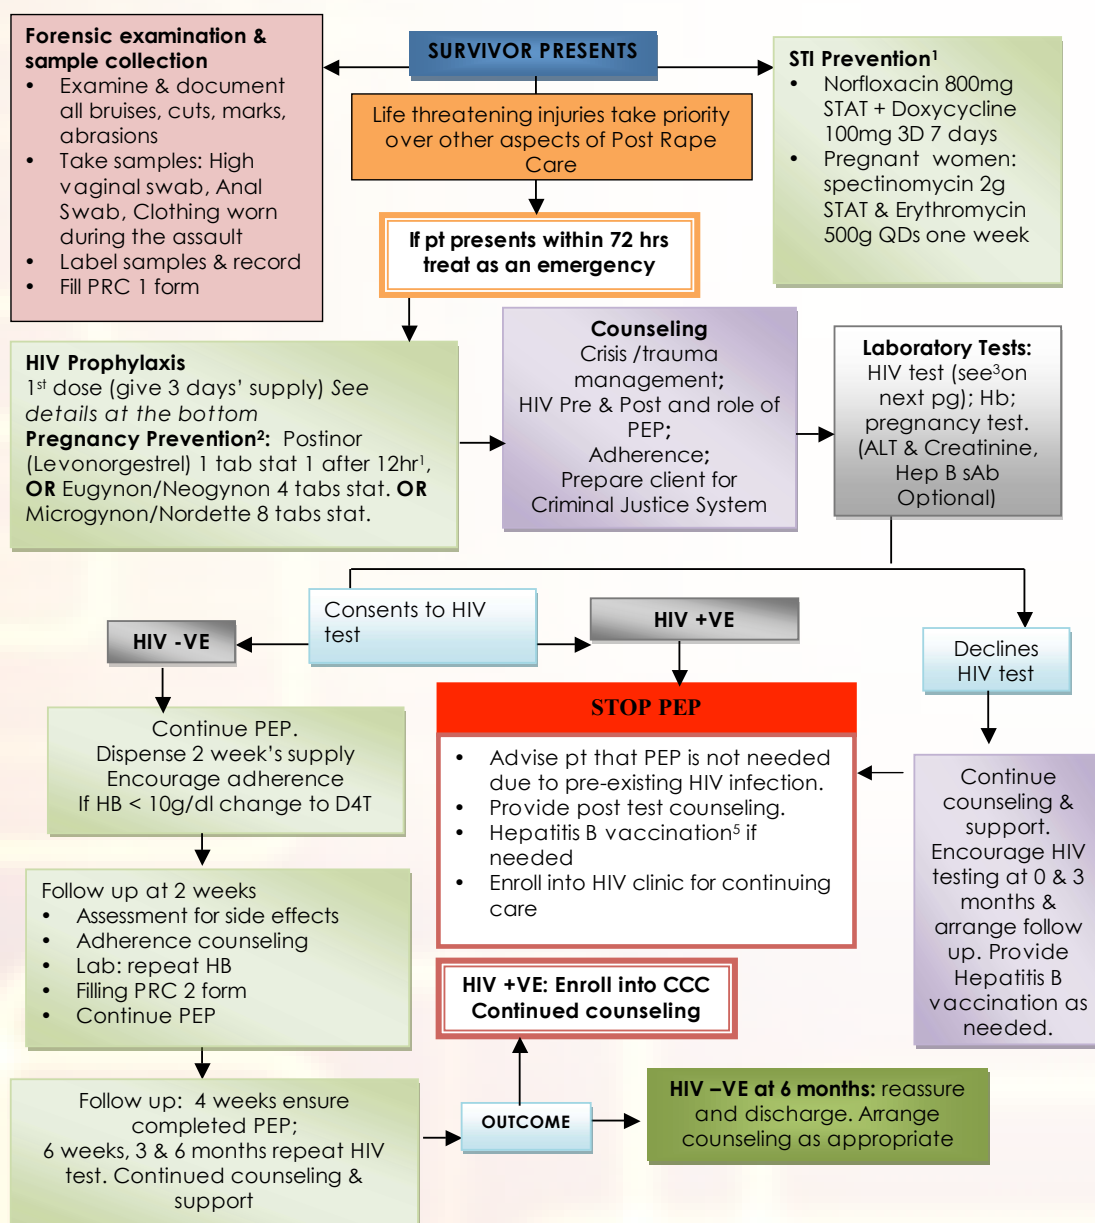 SURVIVOR PRESENTS
Forensic examination &
sample collection
• Examine & document
all bruises, cuts, marks,
abrasions
• Take samples: High
vaginal swab, Anal
Swab, Clothing worn
during the assault
• Label samples & record
• Fill PRC 1 form
Life threatening injuries take priority
over other aspects of Post Rape
Care
STI Prevention¹
• Norfloxacin 800mg
STAT + Doxycycline
100mg 3D 7 days
• Pregnant women:
spectinomycin 2g
STAT & Erythromycin
500g QDs one week
If pt presents within 72 hrs
treat as an emergency
HIV Prophylaxis
1st dose (give 3 days' supply) See
details at the bottom
Pregnancy Prevention²: Postinor
(Levonorgestrel) 1 tab stat 1 after 12hr¹,
OR Eugynon/Neogynon 4 tabs stat. OR
Microgynon/Nordette 8 tabs stat.
Counseling
Crisis /trauma
management;
HIV Pre & Post and role of
PEP;
Adherence;
Prepare client for
Criminal Justice System
Laboratory Tests:
HIV test (see³on
next pg); Hb;
pregnancy test.
(ALT & Creatinine,
Hep B sAb
Optional)
Consents to HIV
test
HIV -VE
HIV +VE
Declines
HIV test
Continue PEP.
Dispense 2 week's supply
Encourage adherence
If HB < 10g/dl change to D4T
STOP PEP
• Advise pt that PEP is not needed
due to pre-existing HIV infection.
• Provide post test counseling.
• Hepatitis B vaccination⁵ if
needed
• Enroll into HIV clinic for continuing
care
Continue
counseling &
support.
Encourage HIV
testing at 0 & 3
months &
arrange follow
up. Provide
Hepatitis B
vaccination as
needed.
Follow up at 2 weeks
• Assessment for side effects
• Adherence counseling
• Lab: repeat HB
• Filling PRC 2 form
• Continue PEP
HIV +VE: Enroll into CCC
Continued counseling
Follow up: 4 weeks ensure
completed PEP;
6 weeks, 3 & 6 months repeat HIV
test. Continued counseling &
support
OUTCOME
HIV –VE at 6 months: reassure
and discharge. Arrange
counseling as appropriate